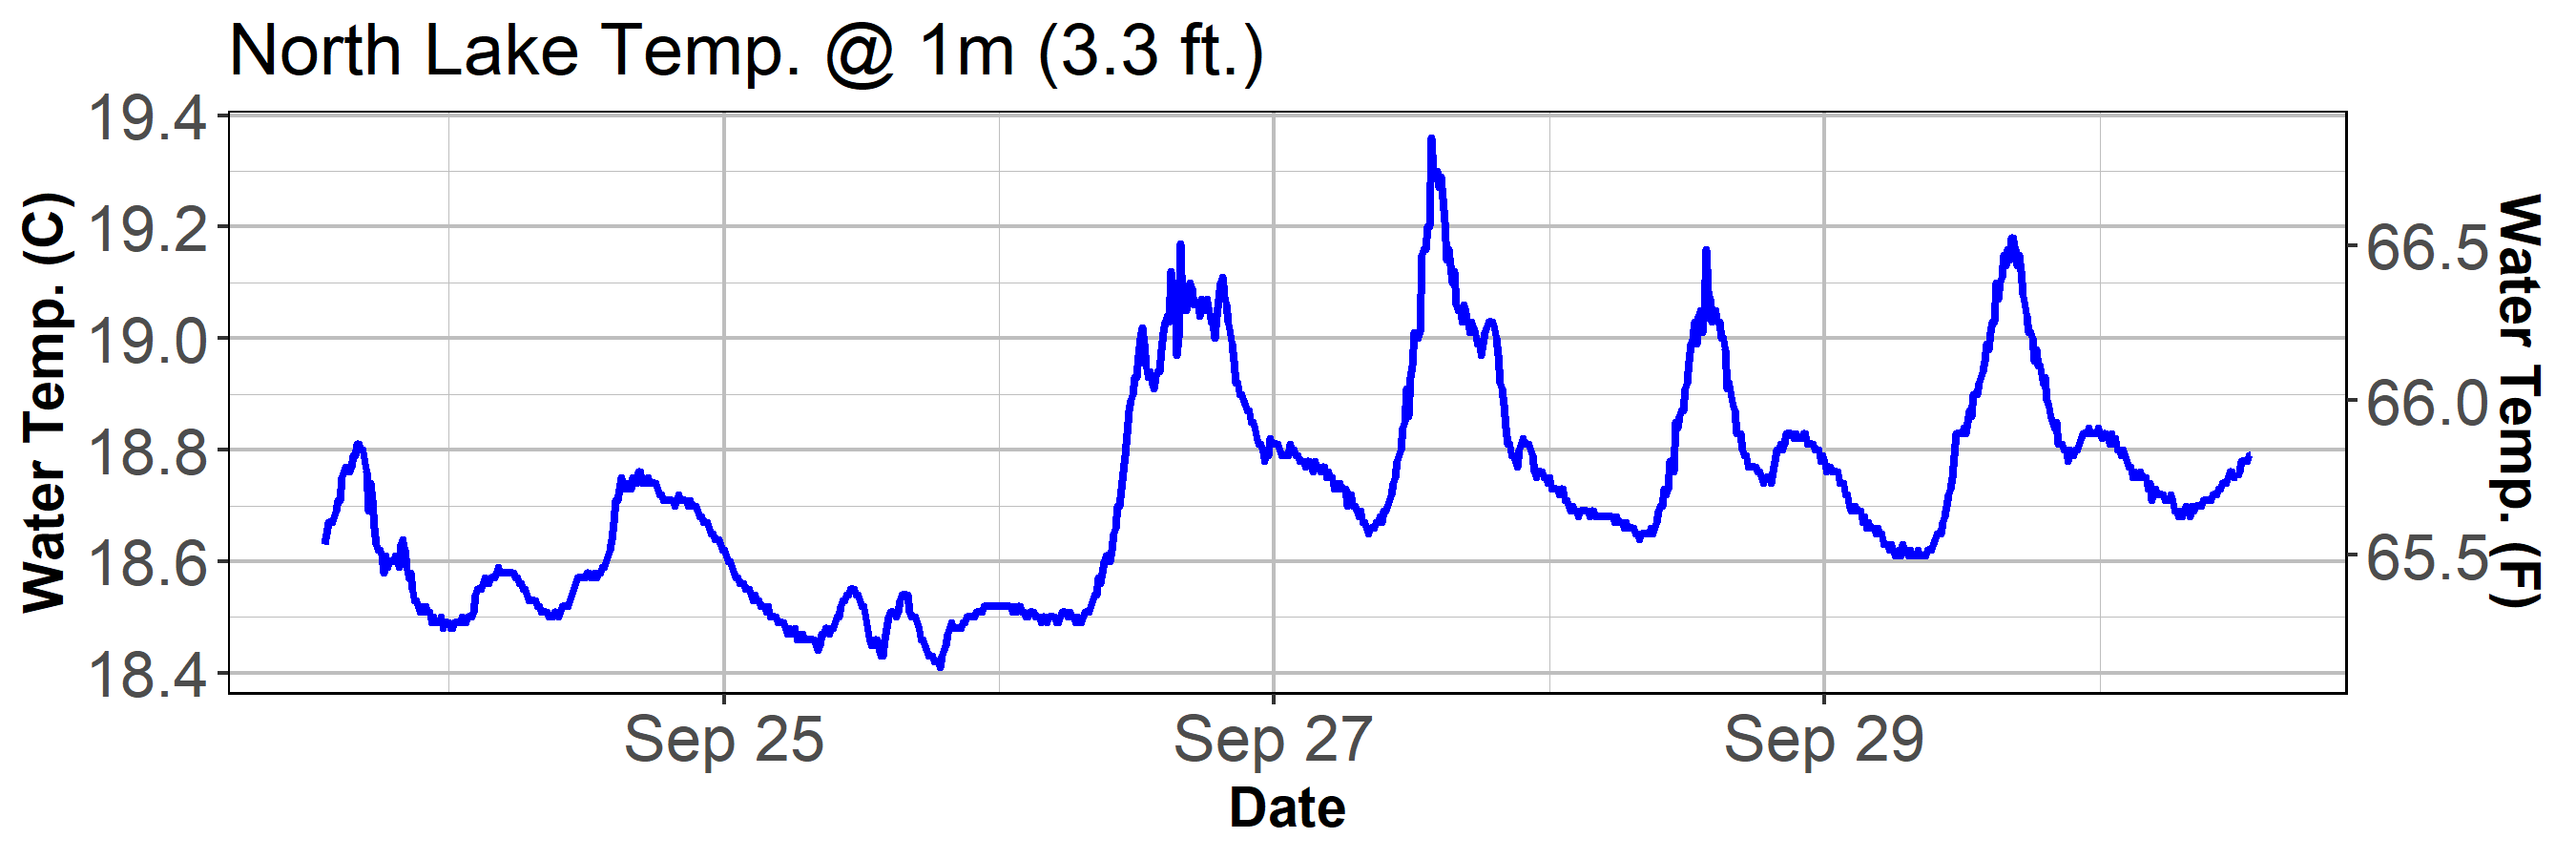 North Lake Temp. @ 1m (3.3 ft.)
Water Temp. (C)
19.4
19.2
19.0
18.8
18.6
18.4
66.5
66.0
65.5
Water Temp. (F)
Sep 25
Sep 27
Sep 29
Date